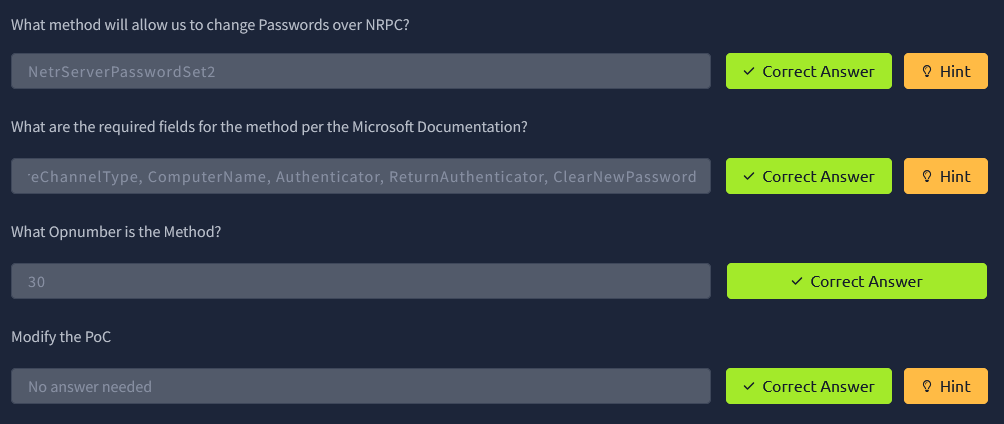 What method will allow us to change Passwords over NRPC?
NetrServerPasswordSet2
Correct Answer
Hint
What are the required fields for the method per the Microsoft Documentation?
eChannelType, ComputerName, Authenticator, ReturnAuthenticator, ClearNewPassword
Correct Answer
Hint
What Opnumber is the Method?
30
Correct Answer
Modify the PoC
No answer needed
Correct Answer
Hint